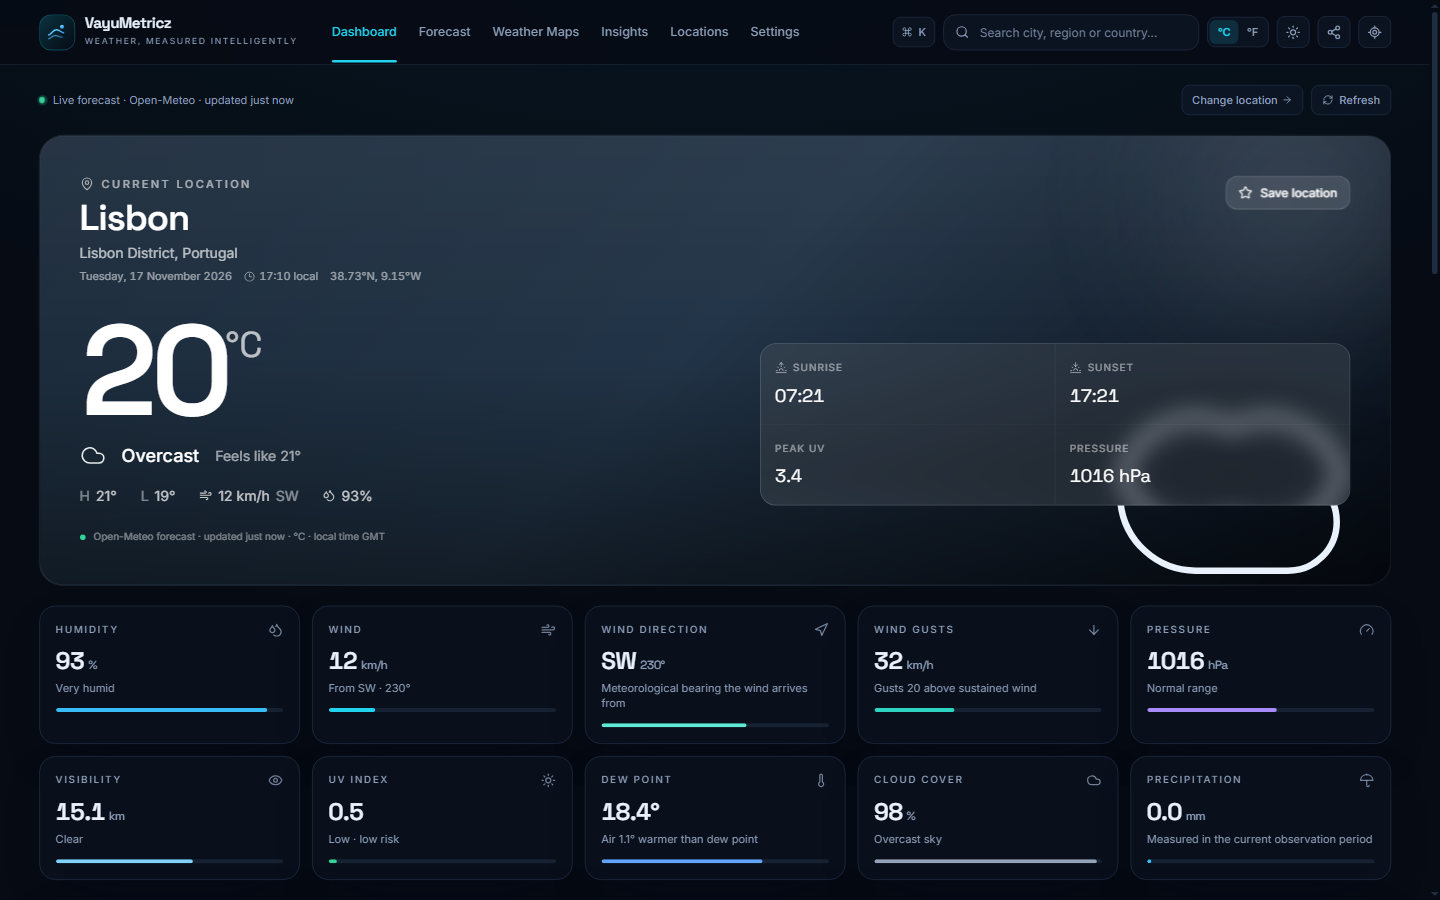 VayuMetricz
WEATHER, MEASURED INTELLIGENTLY
Dashboard
Forecast
Weather Maps
Insights
Locations
Settings
⌘ K
Search city, region or country...
°C
°F
Live forecast · Open-Meteo · updated just now
Change location →
Refresh
CURRENT LOCATION
Lisbon
Lisbon District, Portugal
Tuesday, 17 November 2026 17:10 local 38.73°N, 9.15°W
Save location
20°C
Overcast Feels like 21°
H 21° L 19° 12 km/h SW 93%
Open-Meteo forecast · updated just now · °C · local time GMT
SUNRISE
07:21
SUNSET
17:21
PEAK UV
3.4
PRESSURE
1016 hPa
HUMIDITY
93 %
Very humid
WIND
12 km/h
From SW · 230°
WIND DIRECTION
SW 230°
Meteorological bearing the wind arrives
from
WIND GUSTS
32 km/h
Gusts 20 above sustained wind
PRESSURE
1016 hPa
Normal range
VISIBILITY
15.1 km
Clear
UV INDEX
0.5
Low · low risk
DEW POINT
18.4°
Air 1.1° warmer than dew point
CLOUD COVER
98 %
Overcast sky
PRECIPITATION
0.0 mm
Measured in the current observation period